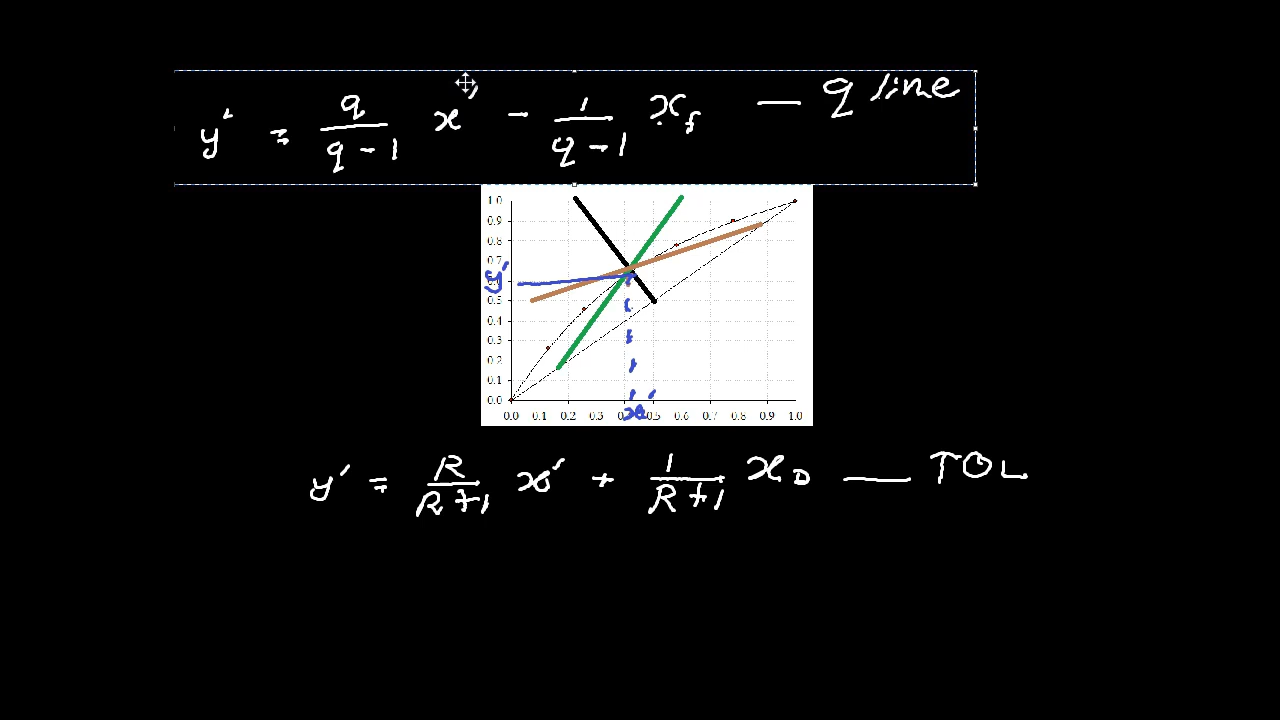 y' = q/(q-1) x' - 1/(q-1) x_f — q line
1.0
0.9
0.8
0.7
y'
0.6
0.5
0.4
0.3
0.2
0.1
0.0
0.0 0.1 0.2 0.3 0.4 x' 0.5 0.6 0.7 0.8 0.9 1.0
y' = R/(R+1) x' + 1/(R+1) x_D — TOL